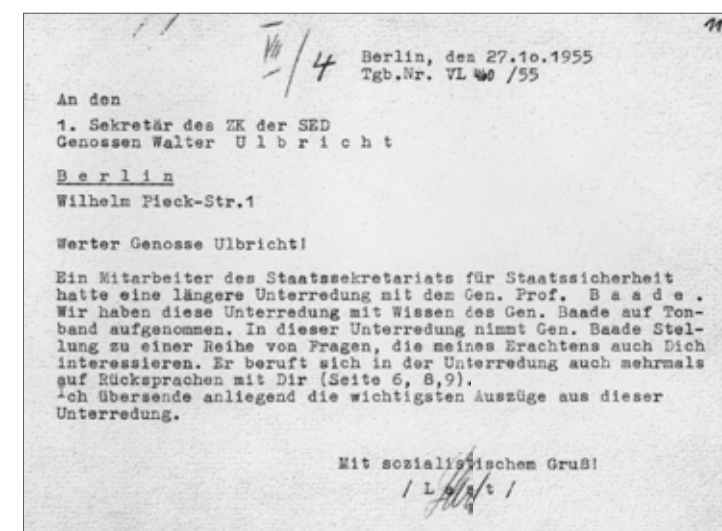 11
VII/4
Berlin, den 27.10.1955
Tgb.Nr. VL /55
An den
1. Sekretär des ZK der SED
Genossen Walter U l b r i c h t
B e r l i n
Wilhelm Pieck-Str.1
Werter Genosse Ulbricht!
Ein Mitarbeiter des Staatssekretariats für Staatssicherheit
hatte eine längere Unterredung mit dem Gen. Prof. B a a d e .
Wir haben diese Unterredung mit Wissen des Gen. Baade auf Ton-
band aufgenommen. In dieser Unterredung nimmt Gen. Baade Stel-
lung zu einer Reihe von Fragen, die meines Erachtens auch Dich
interessieren. Er beruft sich in der Unterredung auch mehrmals
auf Rücksprachen mit Dir (Seite 6, 8,9).
Ich übersende anliegend die wichtigsten Auszüge aus dieser
Unterredung.
Mit sozialistischem Gruß!